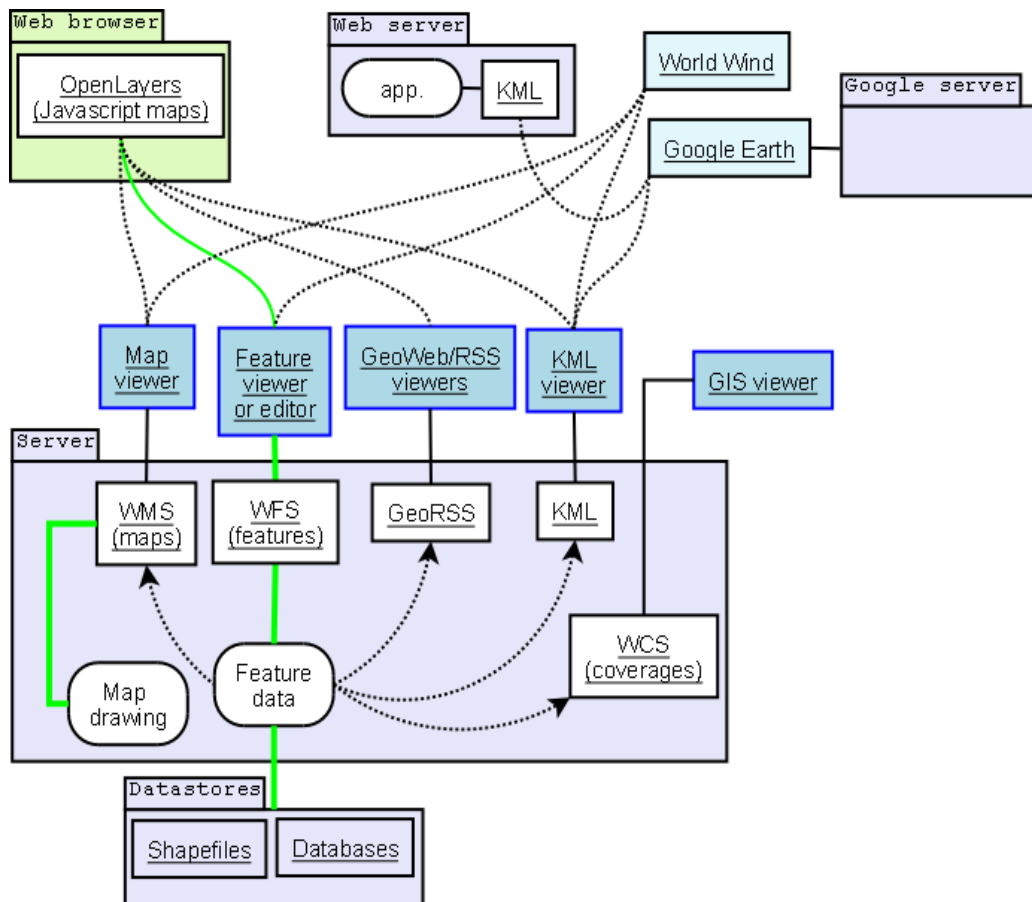 Web browser
OpenLayers
(Javascript maps)
Web server
app.
KML
World Wind
Google Earth
Google server
Map
viewer
Feature
viewer
or editor
GeoWeb/RSS
viewers
KML
viewer
GIS viewer
Server
WMS
(maps)
WFS
(features)
GeoRSS
KML
WCS
(coverages)
Map
drawing
Feature
data
Datastores
Shapefiles
Databases